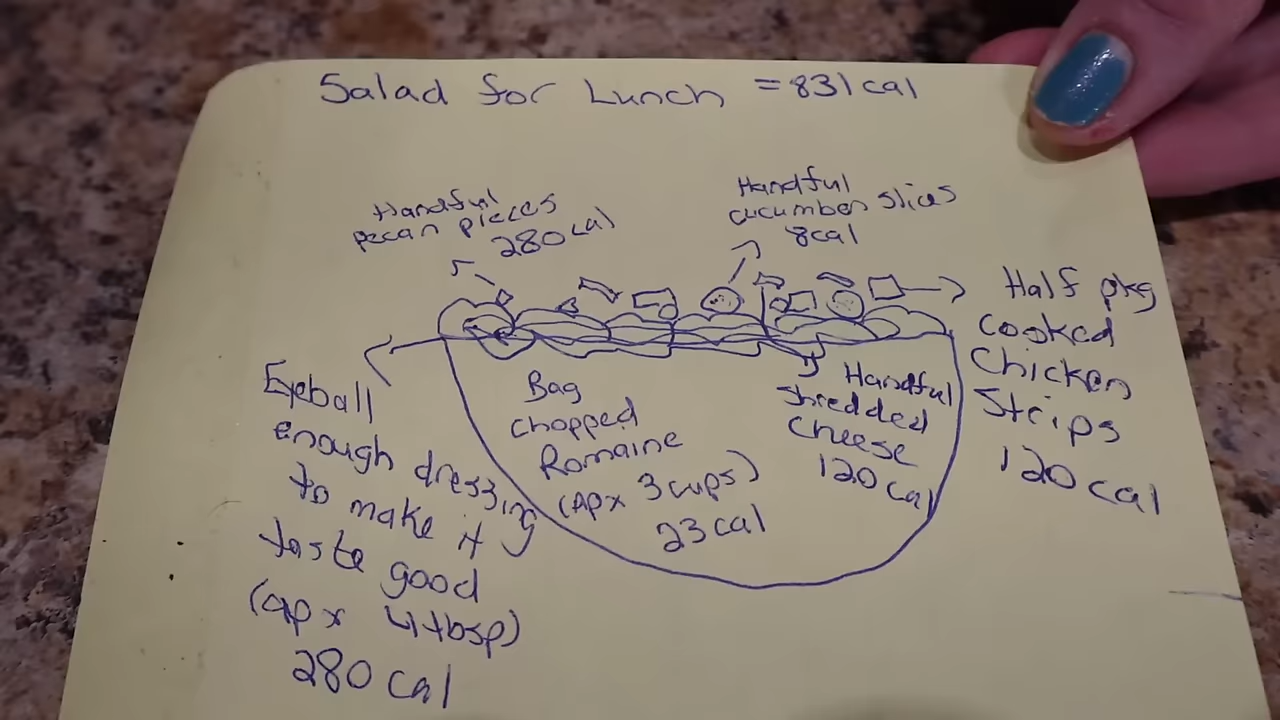 Salad for Lunch = 831 cal
Handful
pecan pieces
280 cal
Handful
cucumber slices
8cal
Half pkg
cooked
Chicken
Strips
120 cal
Eyeball
enough dressing
to make it
taste good
(apx 4 tbsp)
280 cal
Bag
chopped
Romaine
(apx 3 cups)
23 cal
Handful
shredded
cheese
120 cal